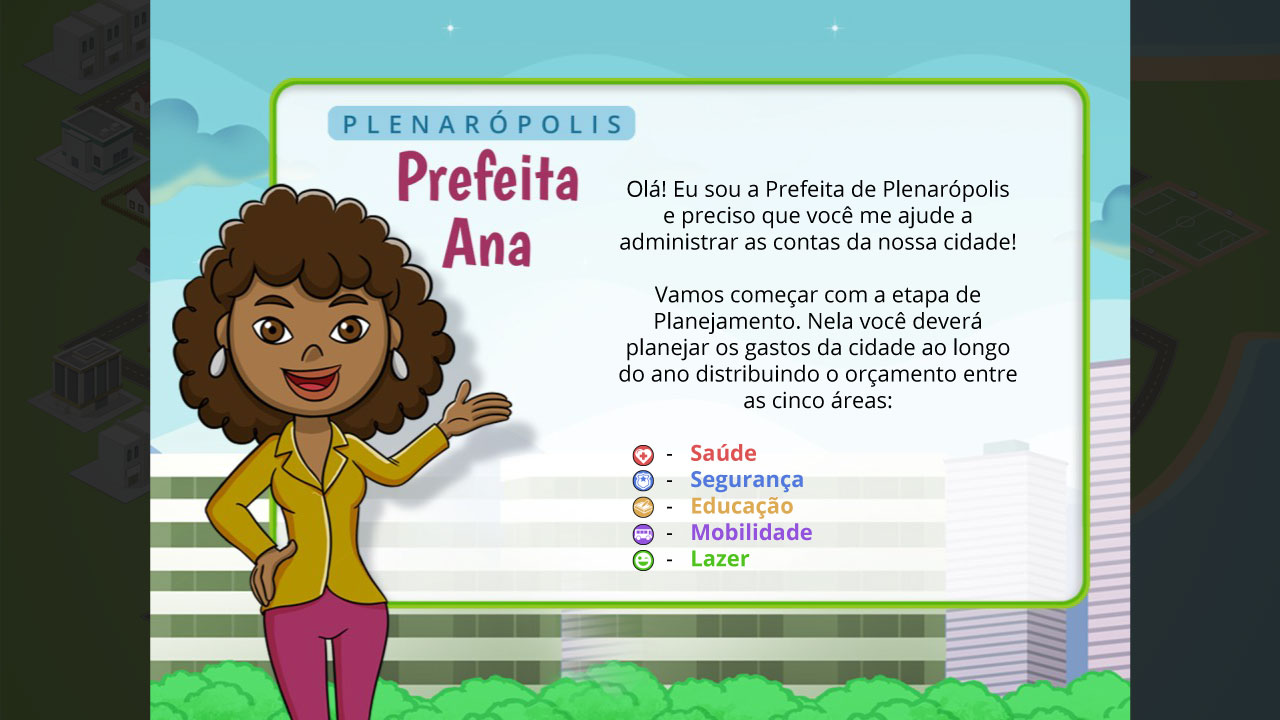 PLENARÓPOLIS
Prefeita
Ana
Olá! Eu sou a Prefeita de Plenarópolis
e preciso que você me ajude a
administrar as contas da nossa cidade!
Vamos começar com a etapa de
Planejamento. Nela você deverá
planejar os gastos da cidade ao longo
do ano distribuindo o orçamento entre
as cinco áreas:
- Saúde
- Segurança
- Educação
- Mobilidade
- Lazer